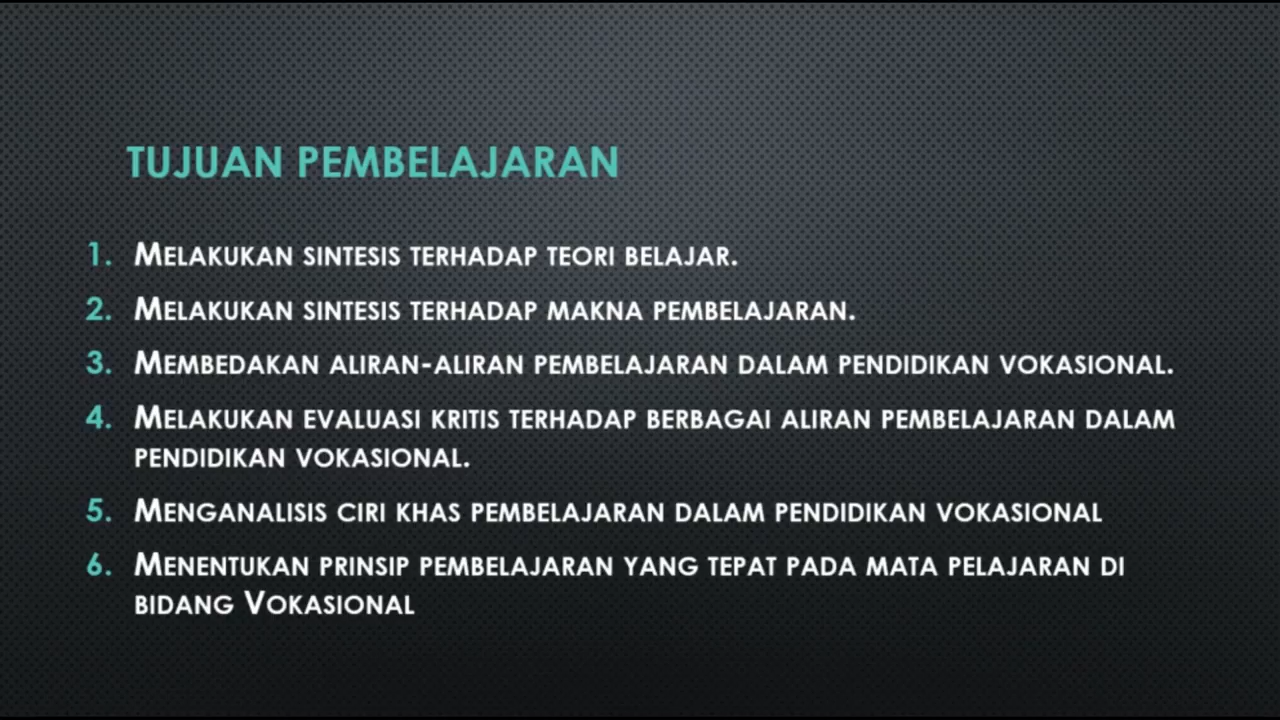 TUJUAN PEMBELAJARAN
1. MELAKUKAN SINTESIS TERHADAP TEORI BELAJAR.
2. MELAKUKAN SINTESIS TERHADAP MAKNA PEMBELAJARAN.
3. MEMBEDAKAN ALIRAN-ALIRAN PEMBELAJARAN DALAM PENDIDIKAN VOKASIONAL.
4. MELAKUKAN EVALUASI KRITIS TERHADAP BERBAGAI ALIRAN PEMBELAJARAN DALAM
PENDIDIKAN VOKASIONAL.
5. MENGANALISIS CIRI KHAS PEMBELAJARAN DALAM PENDIDIKAN VOKASIONAL
6. MENENTUKAN PRINSIP PEMBELAJARAN YANG TEPAT PADA MATA PELAJARAN DI
BIDANG VOKASIONAL